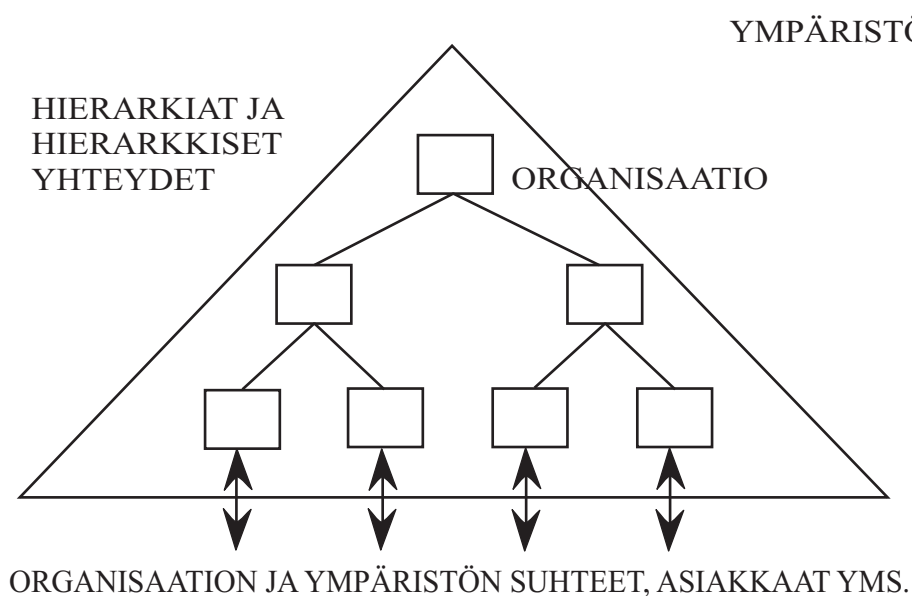 YMPÄRISTÖ
HIERARKIAT JA
HIERARKKISET
YHTEYDET
ORGANISAATIO
ORGANISAATION JA YMPÄRISTÖN SUHTEET, ASIAKKAAT YMS.